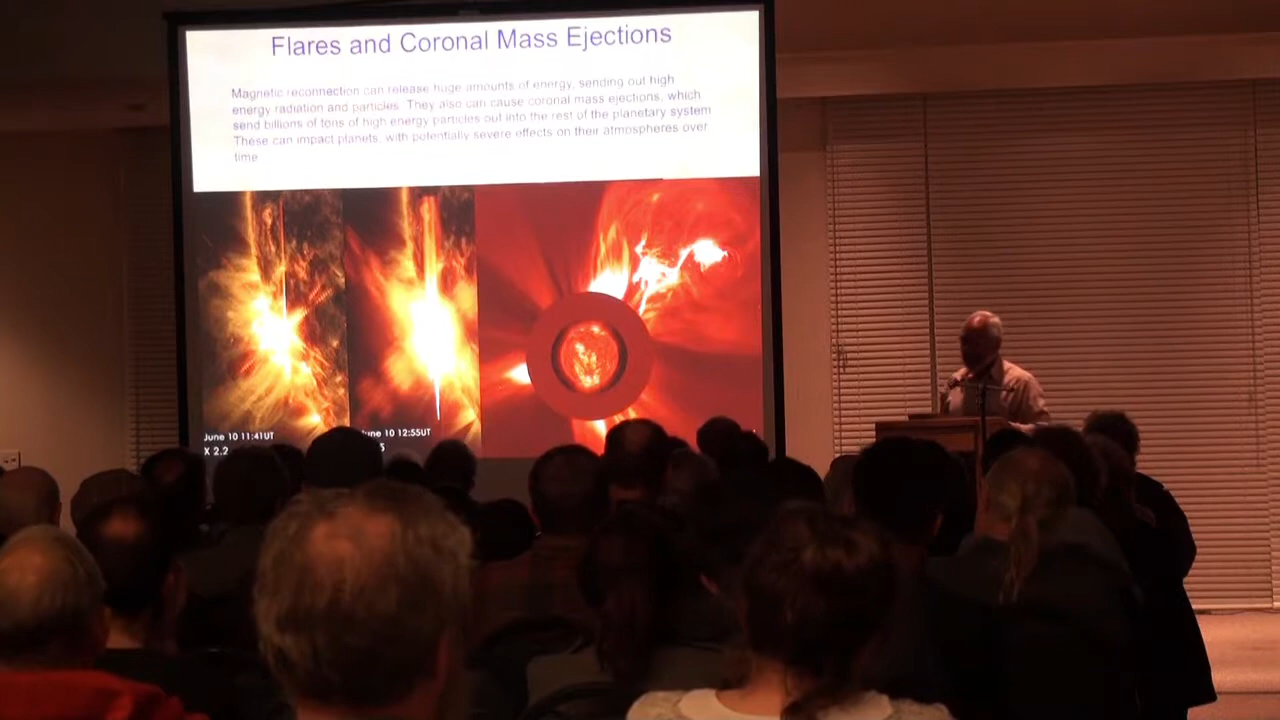 Flares and Coronal Mass Ejections
Magnetic reconnection can release huge amounts of energy, sending out high
energy radiation and particles. They also can cause coronal mass ejections, which
send billions of tons of high energy particles out into the rest of the planetary system
These can impact planets, with potentially severe effects on their atmospheres over
time
June 10 11:41UT
June 10 12:55UT
X 2.2
5